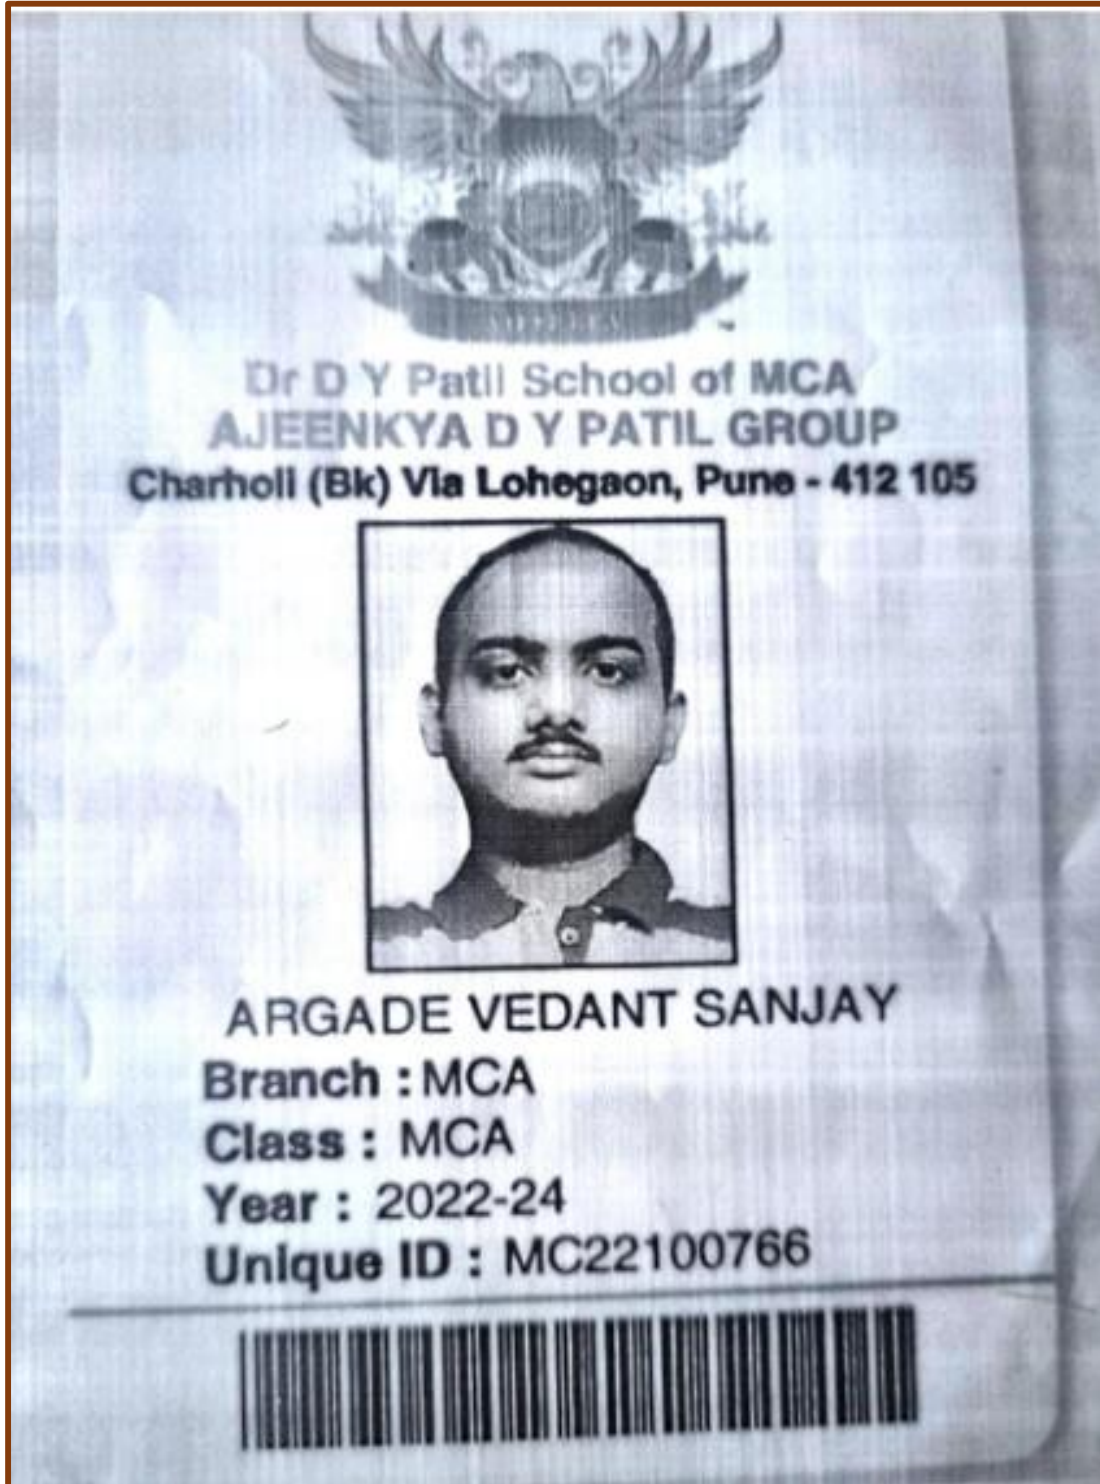 Dr D Y Patil School of MCA
AJEENKYA D Y PATIL GROUP
Charholi (Bk) Via Lohegaon, Pune - 412 105
ARGADE VEDANT SANJAY
Branch : MCA
Class : MCA
Year : 2022-24
Unique ID : MC22100766